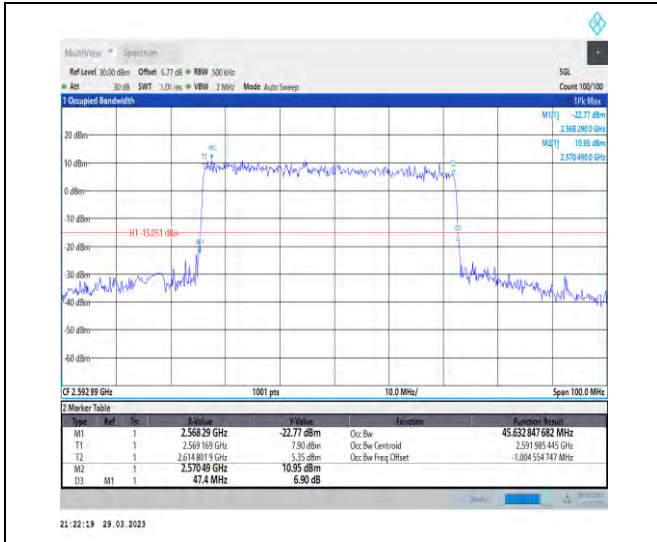 MultiView Spectrum
Ref Level 30.00 dBm Offset 6.77 dB RBW 500 kHz SGL
Att 30 dB SWT 1.01 ms VBW 2 MHz Mode Auto Sweep Count 100/100
1 Occupied Bandwidth 1Pk Max
M1[1] -22.77 dBm
2.568 290 0 GHz
20 dBm
M2[1] 10.95 dBm
2.570 490 0 GHz
M2
T1
T2
10 dBm
0 dBm
-10 dBm
H1 -15.051 dBm
D3
M1
-20 dBm
-30 dBm
-40 dBm
-50 dBm
-60 dBm
CF 2.592 99 GHz 1001 pts 10.0 MHz/ Span 100.0 MHz
2 Marker Table
Type Ref Trc X-Value Y-Value Function Function Result
M1 1 2.568 29 GHz -22.77 dBm Occ Bw 45.632 847 682 MHz
T1 1 2.569 169 GHz 7.90 dBm Occ Bw Centroid 2.591 985 445 GHz
T2 1 2.614 801 9 GHz 5.35 dBm Occ Bw Freq Offset -1.004 554 747 MHz
M2 1 2.570 49 GHz 10.95 dBm
D3 M1 1 47.4 MHz 6.90 dB
21:22:19 29.03.2023